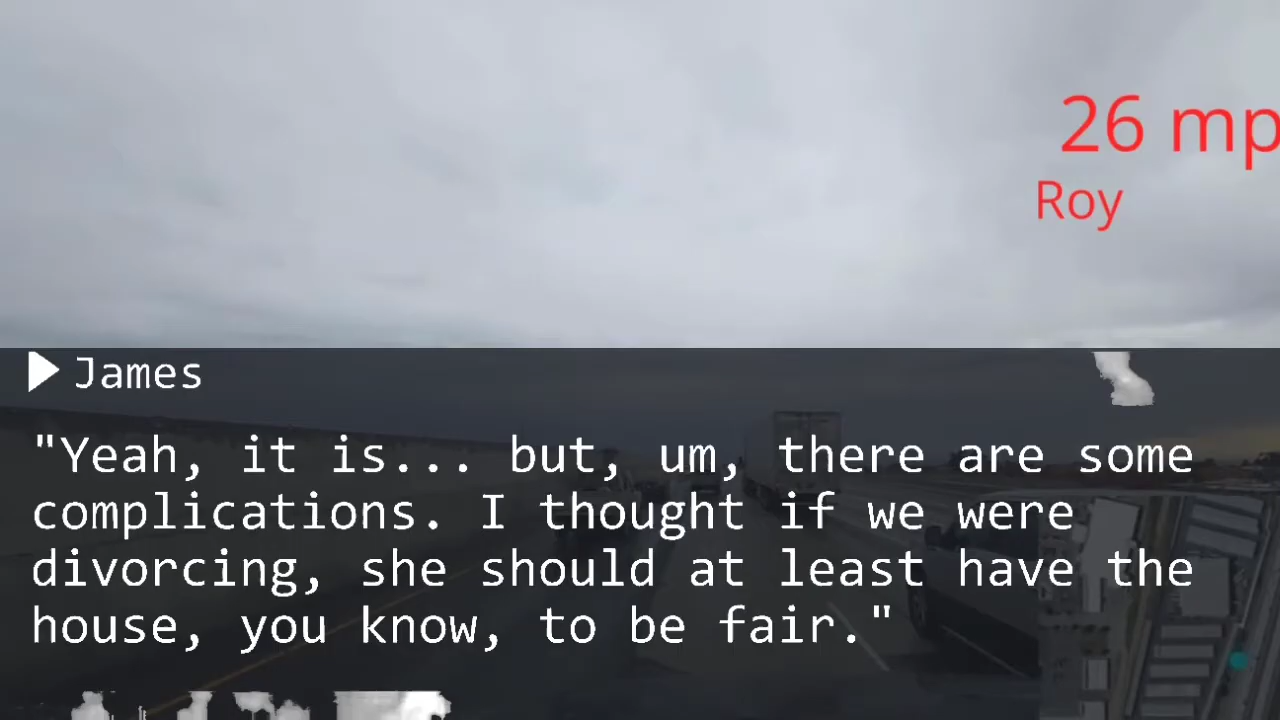 26 mp
Roy
James
"Yeah, it is... but, um, there are some
complications. I thought if we were
divorcing, she should at least have the
house, you know, to be fair."